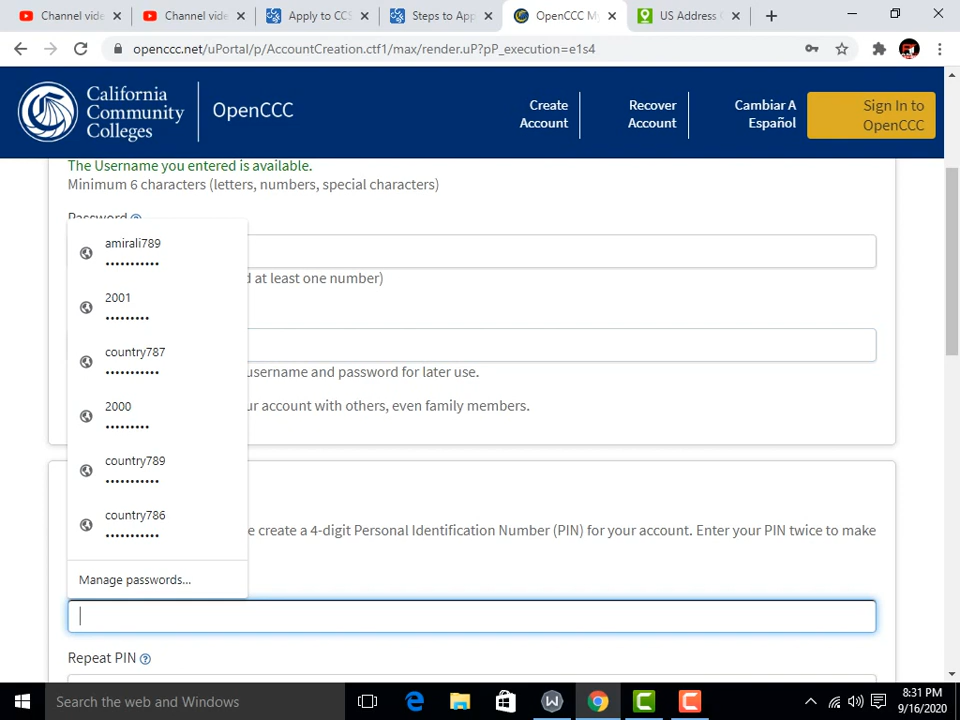 Channel vide
Channel vide
Apply to CCS
Steps to App
OpenCCC My
US Address G
openccc.net/uPortal/p/AccountCreation.ctf1/max/render.uP?pP_execution=e1s4
California
Community
Colleges
OpenCCC
Create
Account
Recover
Account
Cambiar A
Español
Sign In to
OpenCCC
The Username you entered is available.
Minimum 6 characters (letters, numbers, special characters)
Password
amirali789
•••••••••••
d at least one number)
2001
•••••••••
country787
•••••••••••
username and password for later use.
2000
•••••••••
ur account with others, even family members.
country789
•••••••••••
country786
•••••••••••
e create a 4-digit Personal Identification Number (PIN) for your account. Enter your PIN twice to make
Manage passwords...
Repeat PIN
Search the web and Windows
8:31 PM
9/16/2020